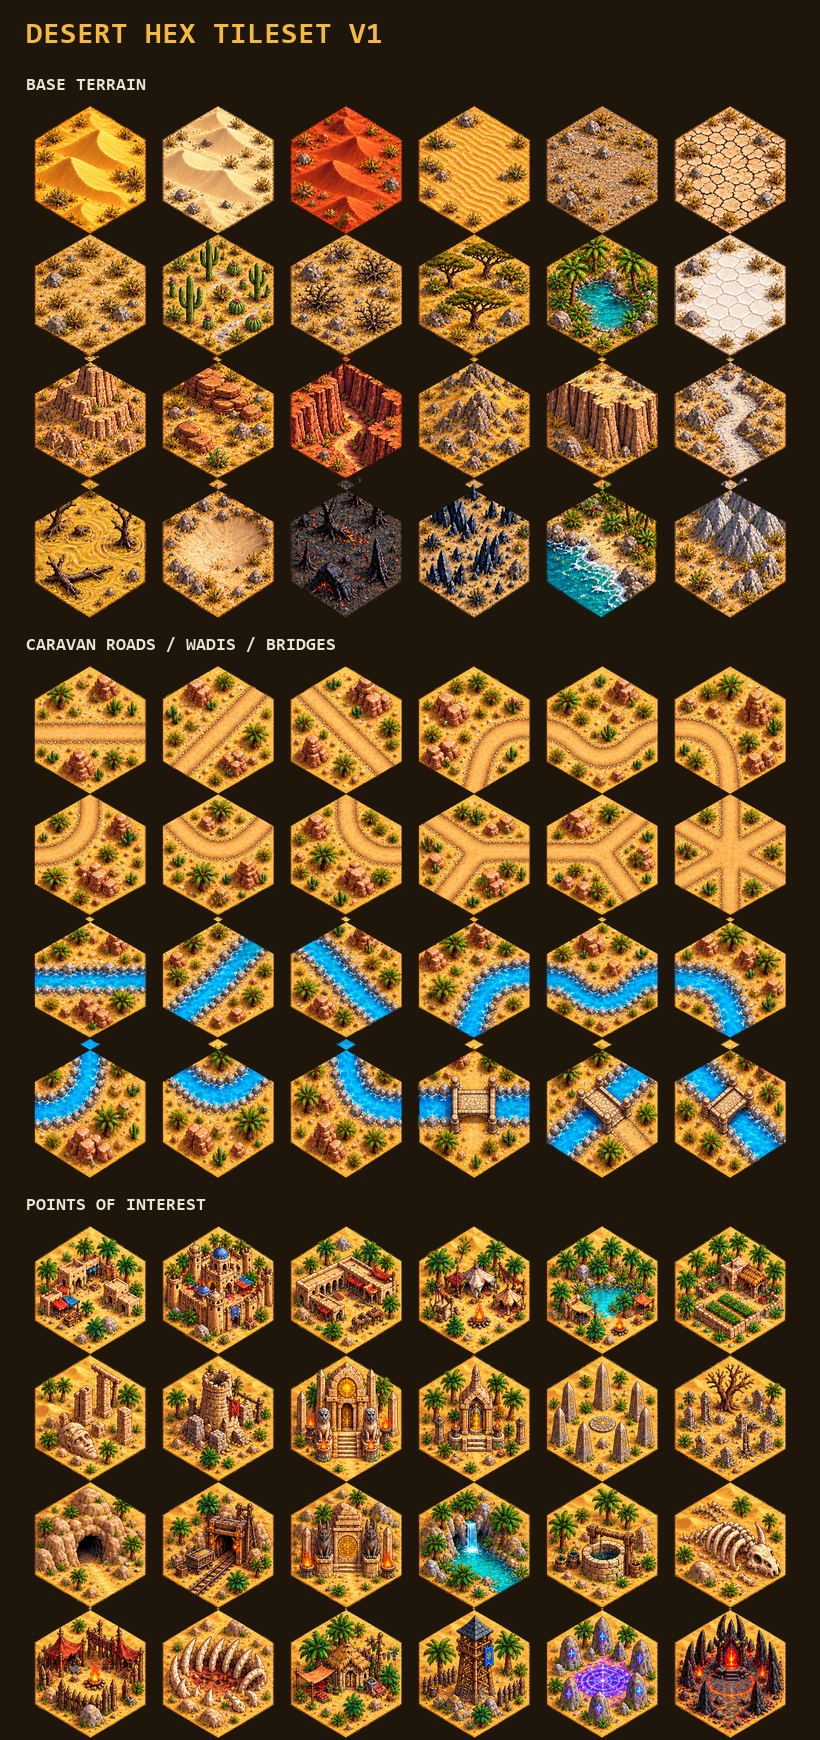 DESERT HEX TILESET V1
BASE TERRAIN
CARAVAN ROADS / WADIS / BRIDGES
POINTS OF INTEREST